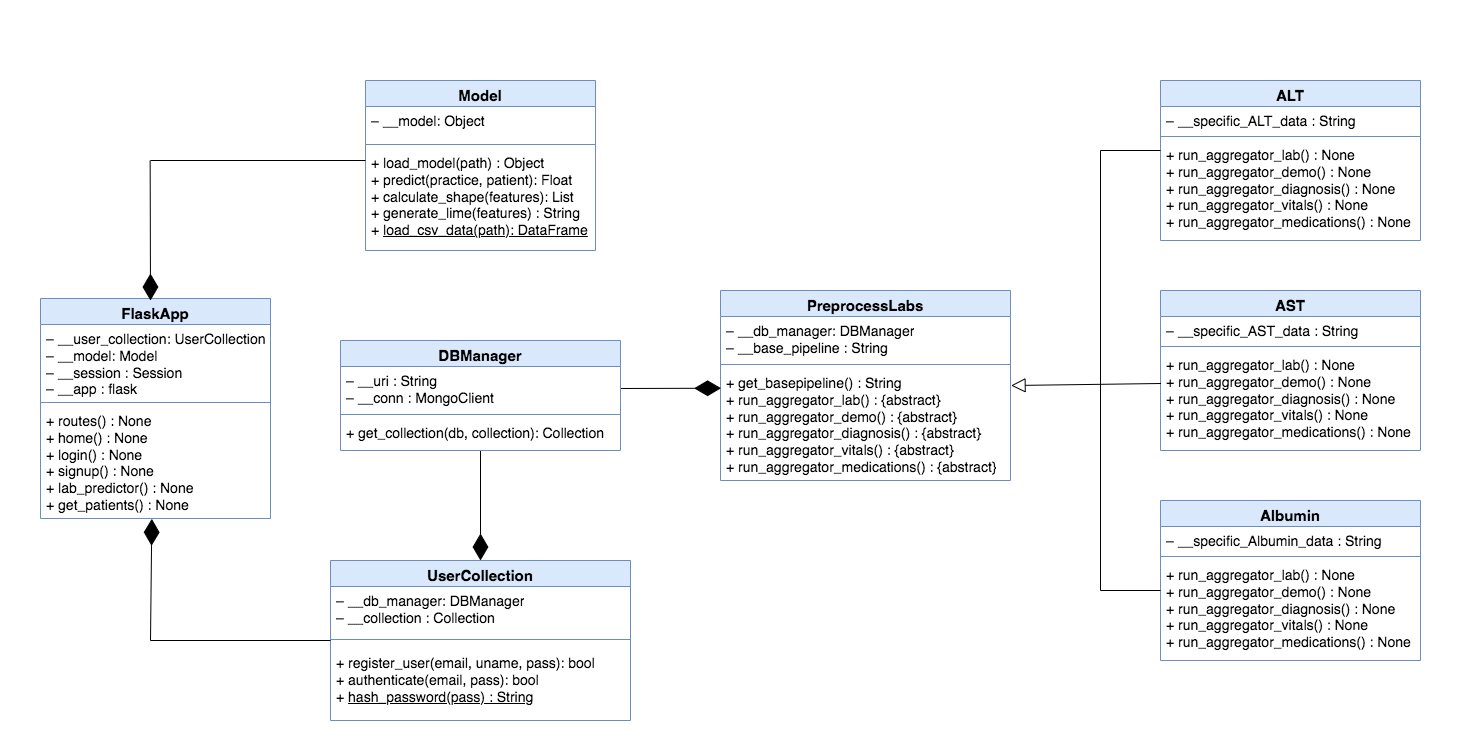 Model
– __model: Object
+ load_model(path) : Object
+ predict(practice, patient): Float
+ calculate_shape(features): List
+ generate_lime(features) : String
+ load_csv_data(path): DataFrame
FlaskApp
– __user_collection: UserCollection
– __model: Model
– __session : Session
– __app : flask
+ routes() : None
+ home() : None
+ login() : None
+ signup() : None
+ lab_predictor() : None
+ get_patients() : None
DBManager
– __uri : String
– __conn : MongoClient
+ get_collection(db, collection): Collection
UserCollection
– __db_manager: DBManager
– __collection : Collection
+ register_user(email, uname, pass): bool
+ authenticate(email, pass): bool
+ hash_password(pass) : String
PreprocessLabs
– __db_manager: DBManager
– __base_pipeline : String
+ get_basepipeline() : String
+ run_aggregator_lab() : {abstract}
+ run_aggregator_demo() : {abstract}
+ run_aggregator_diagnosis() : {abstract}
+ run_aggregator_vitals() : {abstract}
+ run_aggregator_medications() : {abstract}
ALT
– __specific_ALT_data : String
+ run_aggregator_lab() : None
+ run_aggregator_demo() : None
+ run_aggregator_diagnosis() : None
+ run_aggregator_vitals() : None
+ run_aggregator_medications() : None
AST
– __specific_AST_data : String
+ run_aggregator_lab() : None
+ run_aggregator_demo() : None
+ run_aggregator_diagnosis() : None
+ run_aggregator_vitals() : None
+ run_aggregator_medications() : None
Albumin
– __specific_Albumin_data : String
+ run_aggregator_lab() : None
+ run_aggregator_demo() : None
+ run_aggregator_diagnosis() : None
+ run_aggregator_vitals() : None
+ run_aggregator_medications() : None